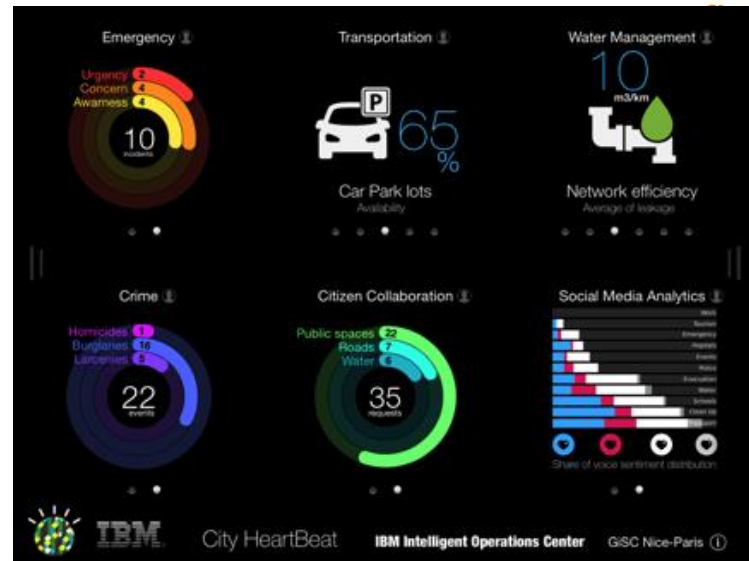 Emergency
Urgency 2
Concern 4
Awarness 4
10
incidents
Transportation
P
65
%
Car Park lots
Availability
Water Management
10
m3/km
Network efficiency
Average of leakage
Crime
Homicides 1
Burglaries 16
Larcenies 5
22
events
Citizen Collaboration
Public spaces 22
Roads 7
Water 6
35
requests
Social Media Analytics
Work
Tourism
Emergency
Hospitals
Events
Police
Evacuation
Water
Schools
Clean Up
Transport
Share of voice sentiment distribution
IBM
City HeartBeat
IBM Intelligent Operations Center
GiSC Nice-Paris
i